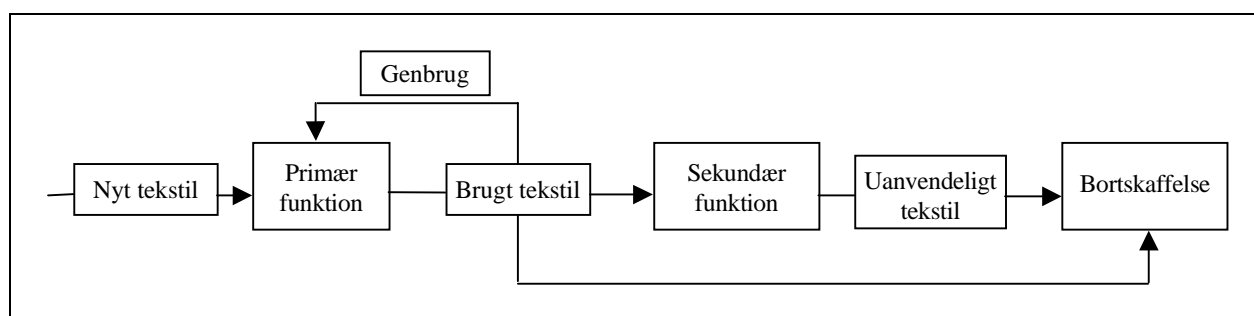 Genbrug
Nyt tekstil
Primær
funktion
Brugt tekstil
Sekundær
funktion
Uanvendeligt
tekstil
Bortskaffelse